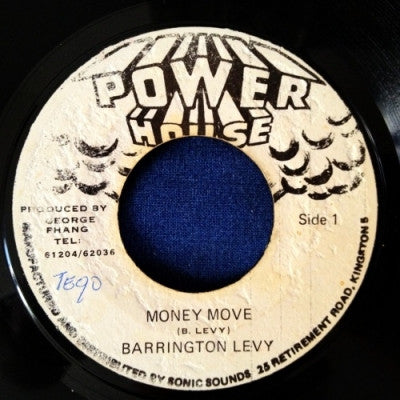 POWER
HOUSE
PRODUCED BY
GEORGE
FHANG
TEL:
61204/62036
Side 1
TEGO
MONEY MOVE
(B. LEVY)
BARRINGTON LEVY
MANUFACTURED AND DISTRIBUTED BY SONIC SOUNDS, 25 RETIREMENT ROAD, KINGSTON 5